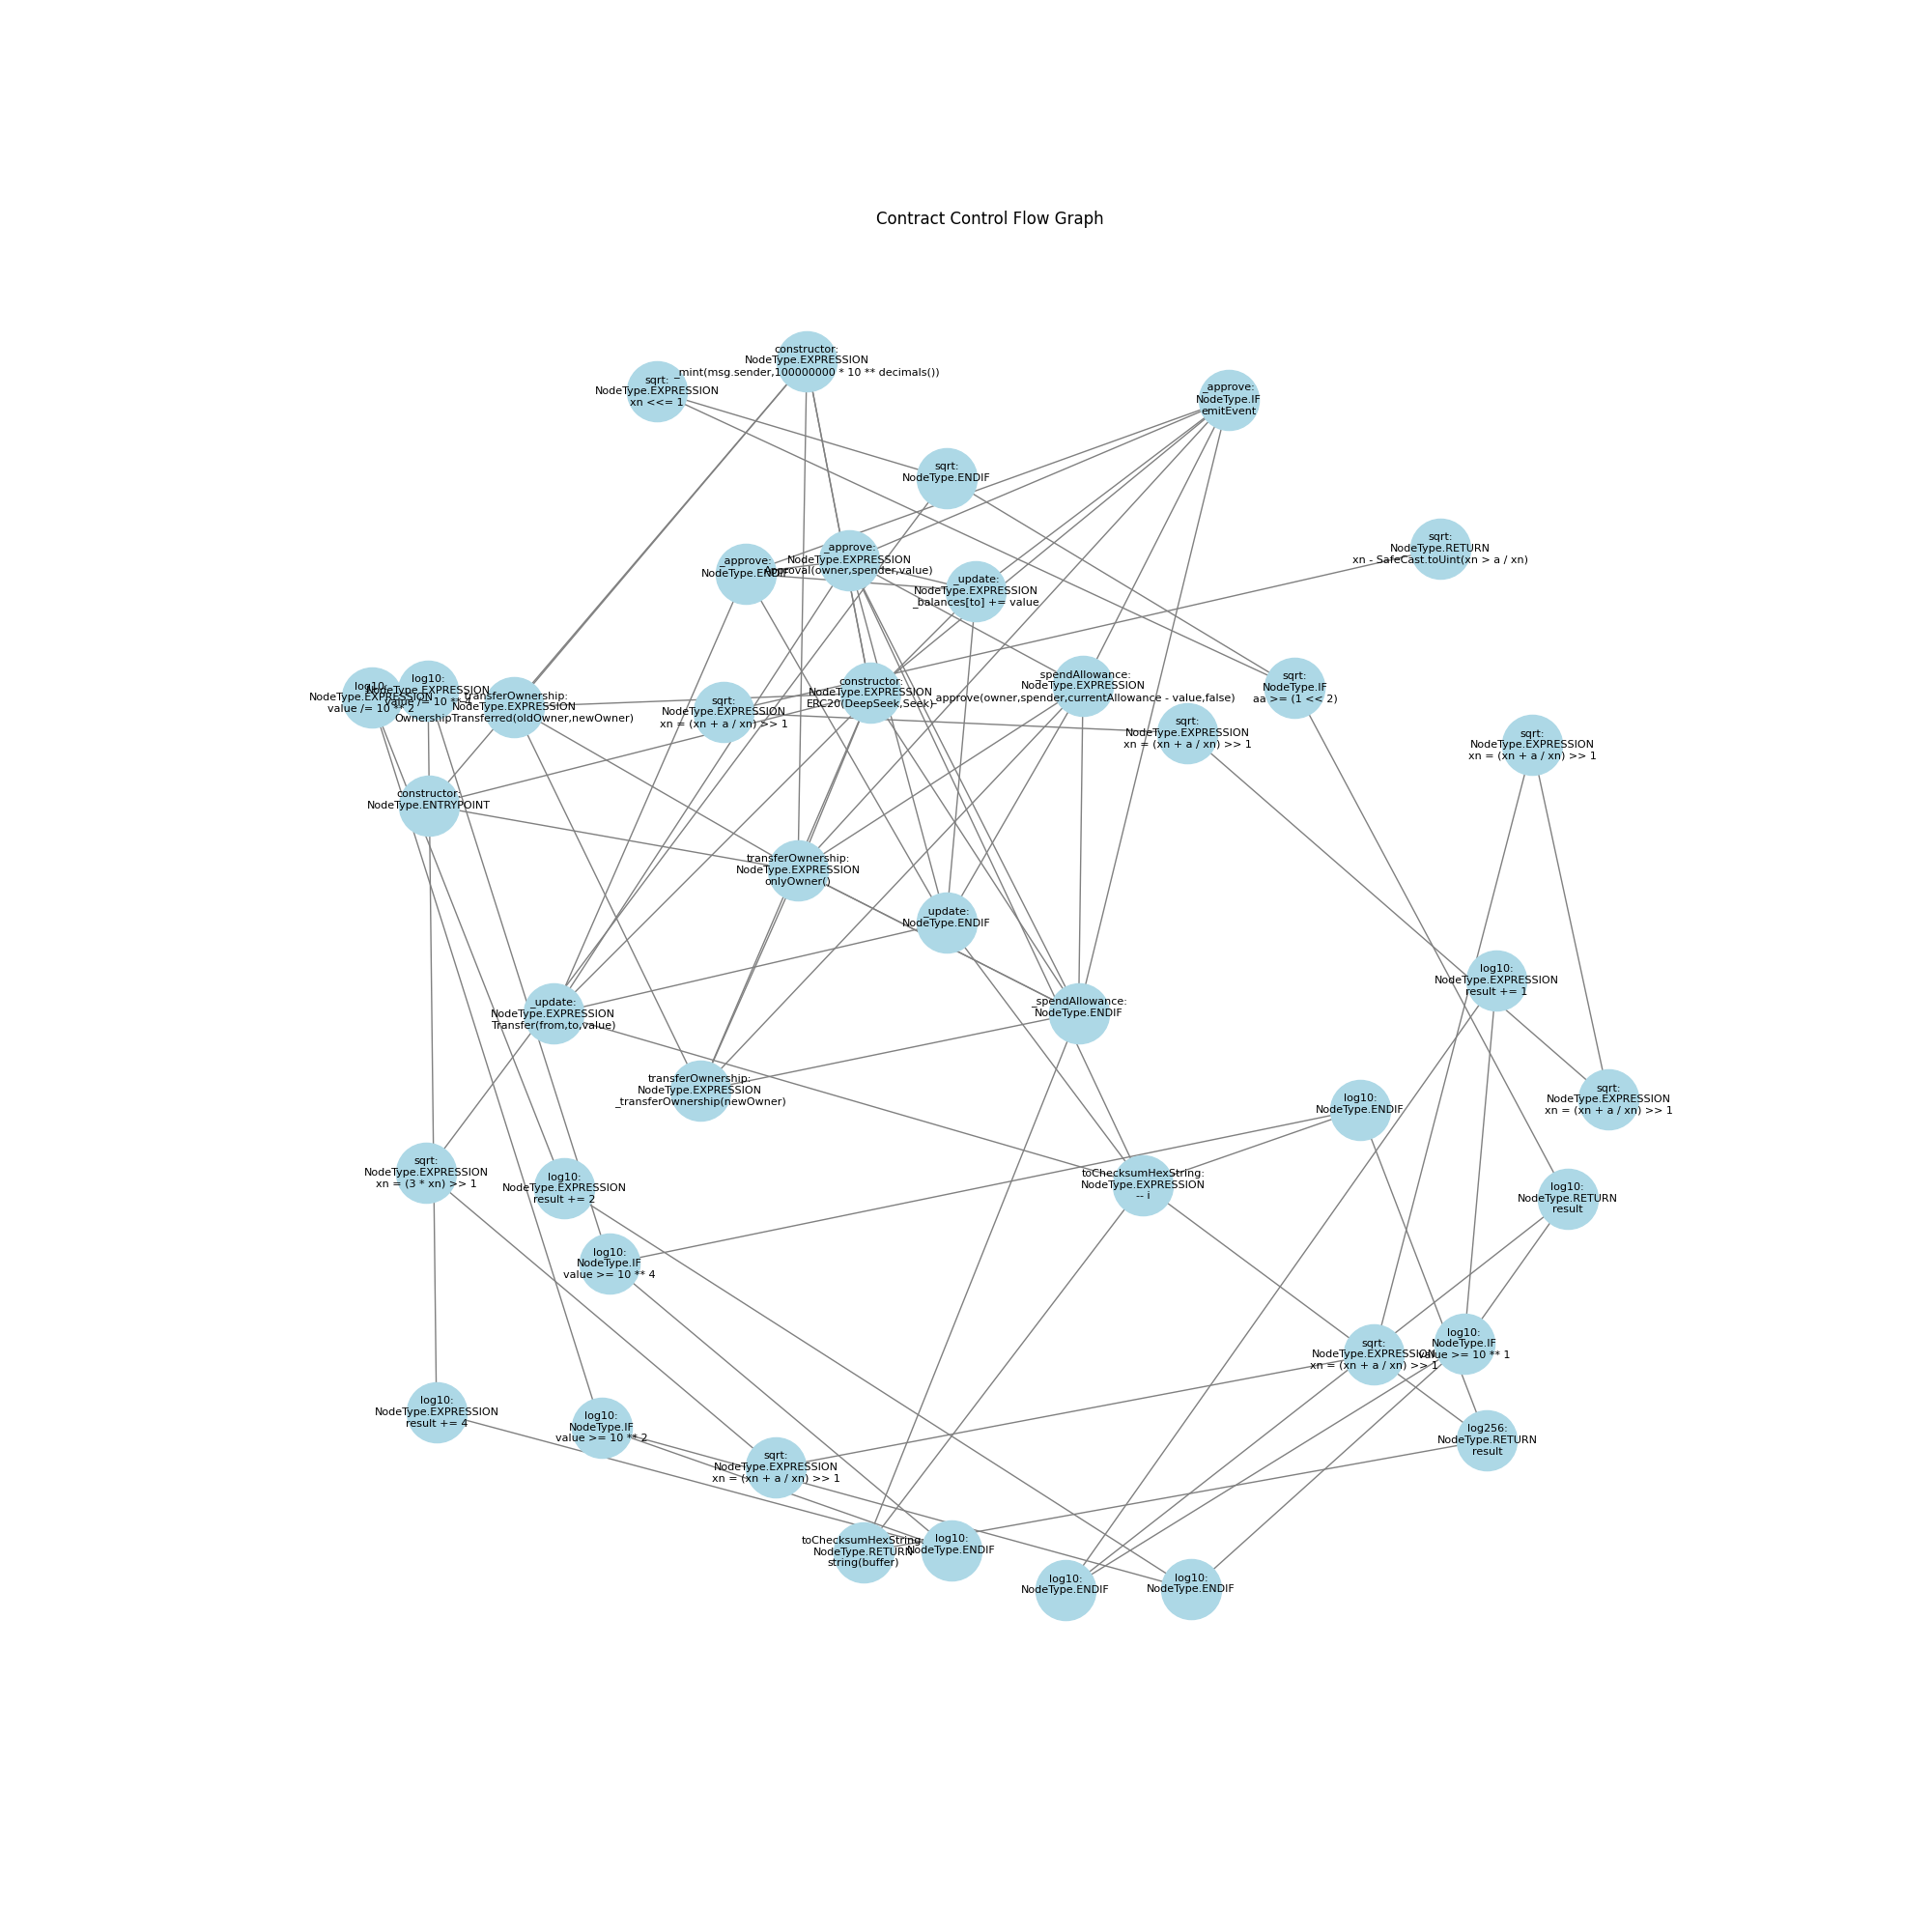 Contract Control Flow Graph
constructor:
NodeType.EXPRESSION
_mint(msg.sender,100000000 * 10 ** decimals())
sqrt:
NodeType.EXPRESSION
xn <<= 1
_approve:
NodeType.IF
emitEvent
sqrt:
NodeType.ENDIF
sqrt:
NodeType.RETURN
xn - SafeCast.toUint(xn > a / xn)
_approve:
NodeType.ENDIF
_approve:
NodeType.EXPRESSION
Approval(owner,spender,value)
_update:
NodeType.EXPRESSION
_balances[to] += value
log10:
NodeType.EXPRESSION
value /= 10 ** 2
log10:
NodeType.EXPRESSION
value /= 10 **
transferOwnership:
NodeType.EXPRESSION
OwnershipTransferred(oldOwner,newOwner)
sqrt:
NodeType.EXPRESSION
xn = (xn + a / xn) >> 1
constructor:
NodeType.EXPRESSION
ERC20(DeepSeek,Seek)
_spendAllowance:
NodeType.EXPRESSION
_approve(owner,spender,currentAllowance - value,false)
sqrt:
NodeType.EXPRESSION
xn = (xn + a / xn) >> 1
sqrt:
NodeType.IF
aa >= (1 << 2)
sqrt:
NodeType.EXPRESSION
xn = (xn + a / xn) >> 1
constructor:
NodeType.ENTRYPOINT
transferOwnership:
NodeType.EXPRESSION
onlyOwner()
_update:
NodeType.ENDIF
log10:
NodeType.EXPRESSION
result += 1
_update:
NodeType.EXPRESSION
Transfer(from,to,value)
_spendAllowance:
NodeType.ENDIF
transferOwnership:
NodeType.EXPRESSION
_transferOwnership(newOwner)
log10:
NodeType.ENDIF
sqrt:
NodeType.EXPRESSION
xn = (xn + a / xn) >> 1
sqrt:
NodeType.EXPRESSION
xn = (3 * xn) >> 1
log10:
NodeType.EXPRESSION
result += 2
toChecksumHexString:
NodeType.EXPRESSION
-- i
log10:
NodeType.RETURN
result
log10:
NodeType.IF
value >= 10 ** 4
sqrt:
NodeType.EXPRESSION
xn = (xn + a / xn) >> 1
log10:
NodeType.IF
value >= 10 ** 1
log10:
NodeType.EXPRESSION
result += 4
log10:
NodeType.IF
value >= 10 ** 2
log256:
NodeType.RETURN
result
sqrt:
NodeType.EXPRESSION
xn = (xn + a / xn) >> 1
toChecksumHexString:
NodeType.RETURN
string(buffer)
log10:
NodeType.ENDIF
log10:
NodeType.ENDIF
log10:
NodeType.ENDIF